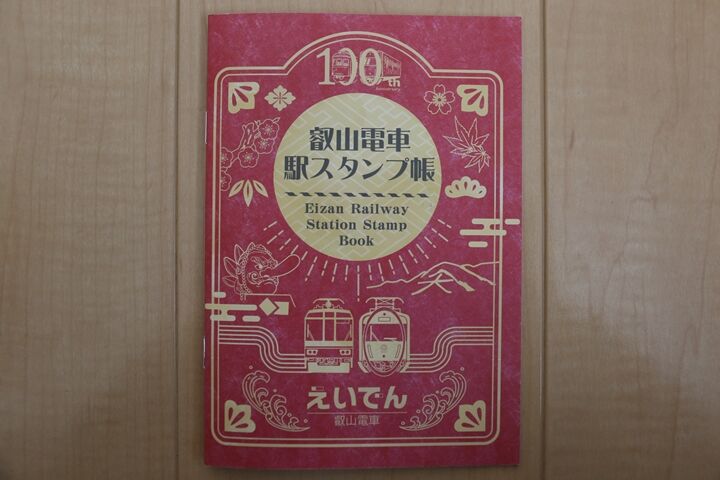 100th
Anniversary
叡山電車
駅スタンプ帳
Eizan Railway
Station Stamp
Book
えいでん
叡山電車